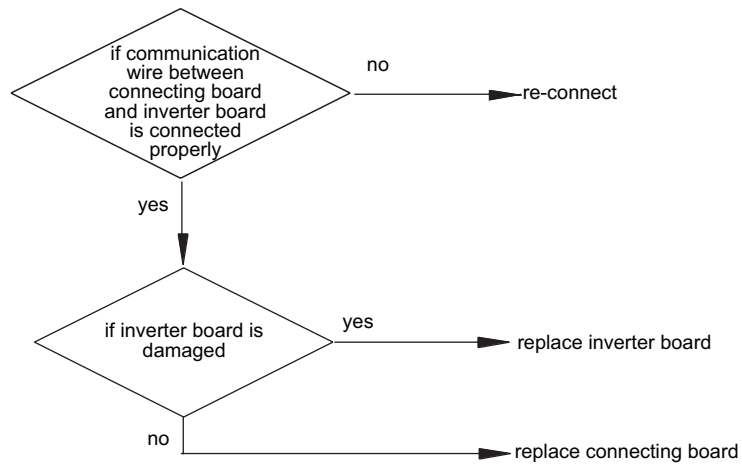 if communication
wire between
connecting board
and inverter board
is connected
properly
no
re-connect
yes
if inverter board is
damaged
yes
replace inverter board
no
replace connecting board